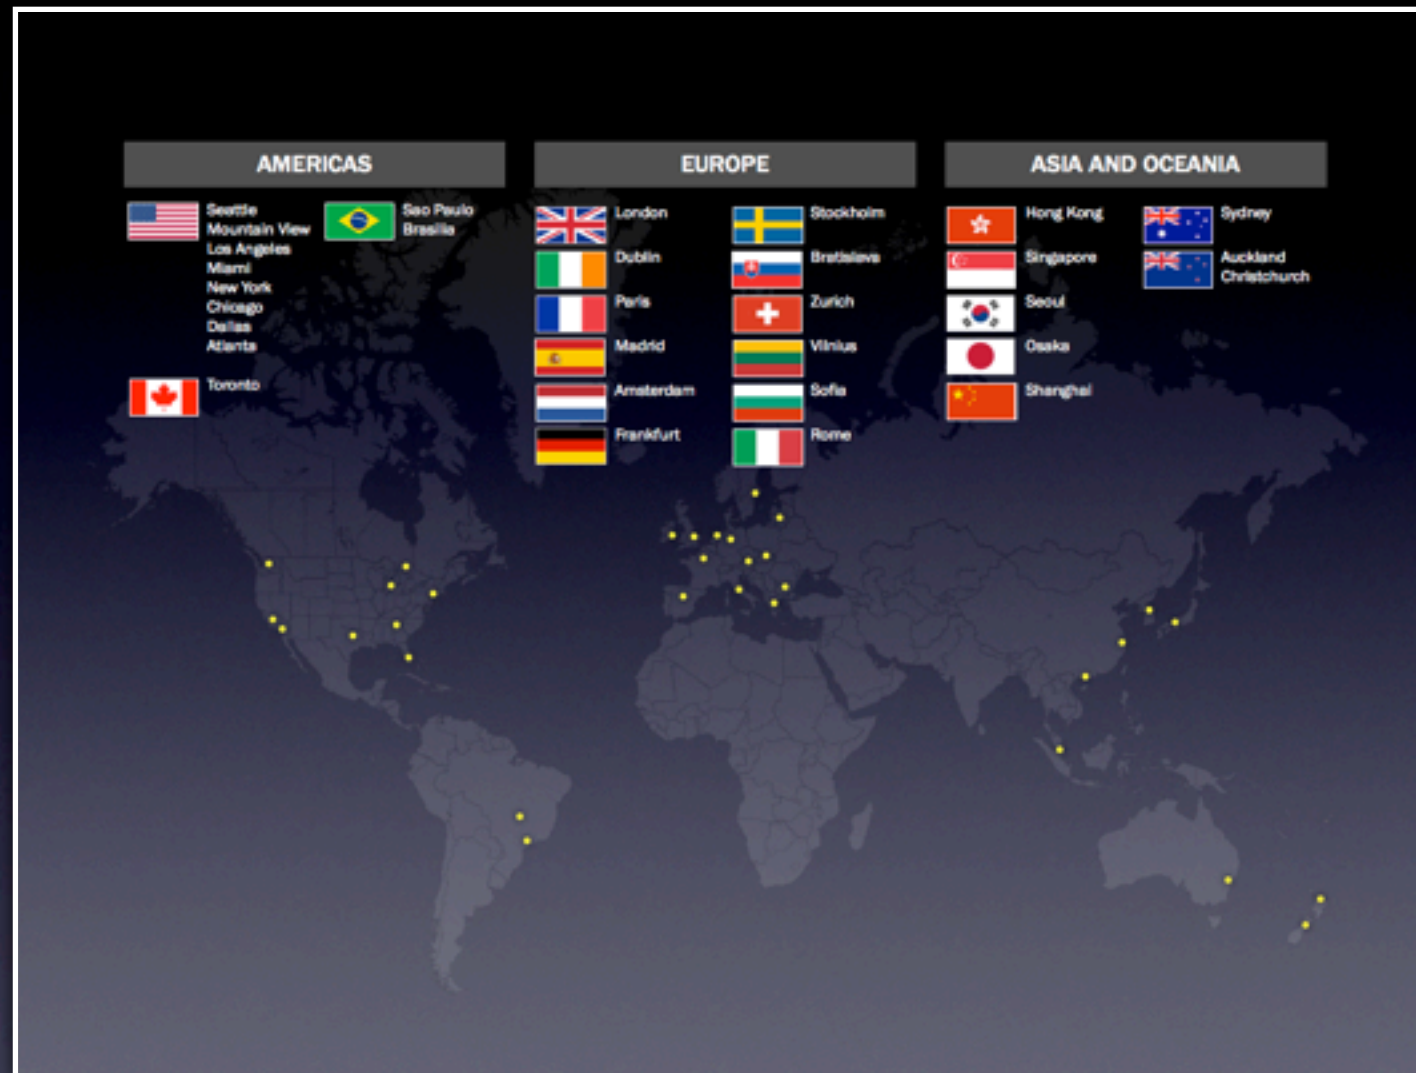 AMERICAS
Seattle
Mountain View
Los Angeles
Miami
New York
Chicago
Dallas
Atlanta
Toronto
Sao Paulo
Brasilia
EUROPE
London
Dublin
Paris
Madrid
Amsterdam
Frankfurt
Stockholm
Bratislava
Zurich
Vilnius
Sofia
Rome
ASIA AND OCEANIA
Hong Kong
Singapore
Seoul
Osaka
Shanghai
Sydney
Auckland
Christchurch